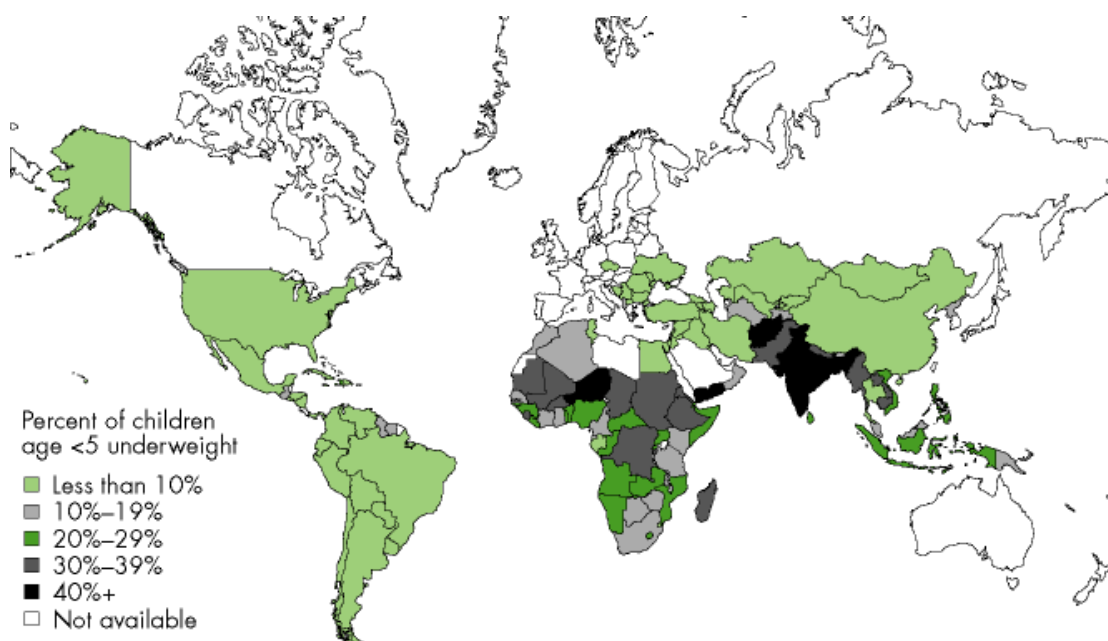 Percent of children
age <5 underweight
Less than 10%
10%–19%
20%–29%
30%–39%
40%+
Not available